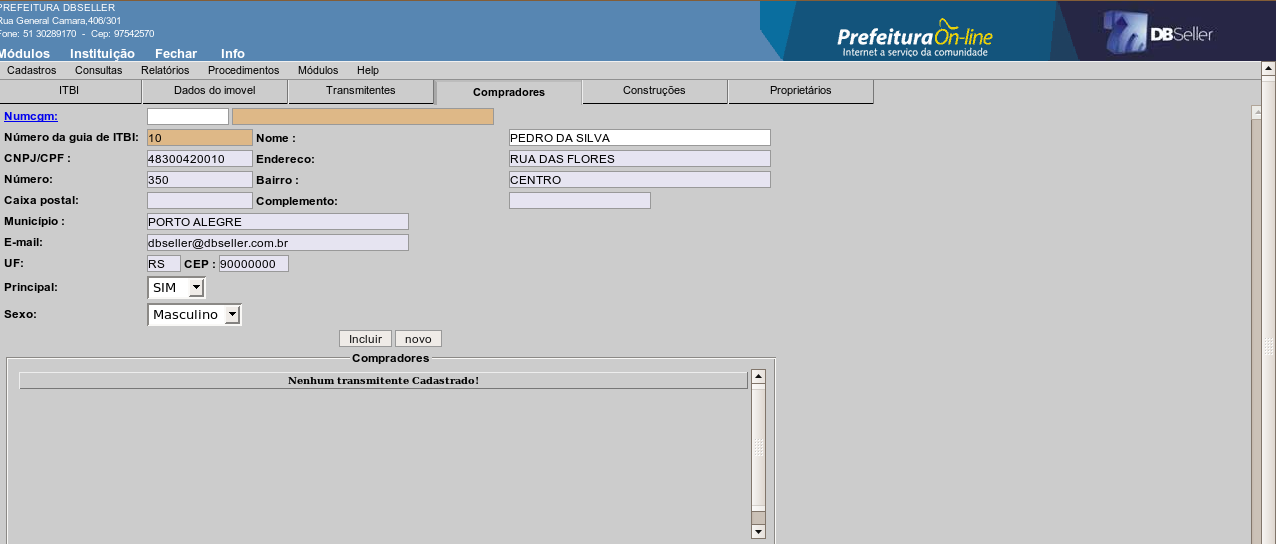 PREFEITURA DBSELLER
Rua General Camara,406/301
Fone: 51 30289170 - Cep: 97542570
Prefeitura On-line
Internet a serviço da comunidade
DBSeller
Módulos Instituição Fechar Info
Cadastros Consultas Relatórios Procedimentos Módulos Help
ITBI Dados do imovel Transmitentes Compradores Construções Proprietários
Numcgm:
Número da guia de ITBI: 10 Nome : PEDRO DA SILVA
CNPJ/CPF : 48300420010 Endereco: RUA DAS FLORES
Número: 350 Bairro : CENTRO
Caixa postal: Complemento:
Município : PORTO ALEGRE
E-mail: dbseller@dbseller.com.br
UF: RS CEP : 90000000
Principal: SIM
Sexo: Masculino
Incluir novo
Compradores
Nenhum transmitente Cadastrado!